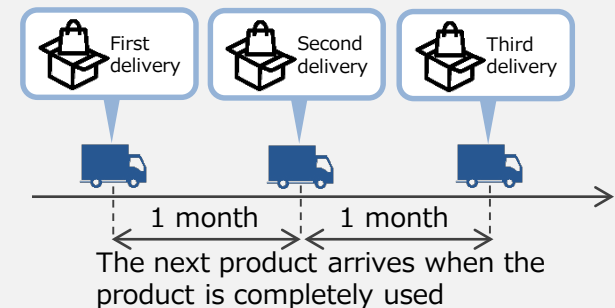 First
delivery
Second
delivery
Third
delivery
1 month
1 month
The next product arrives when the
product is completely used